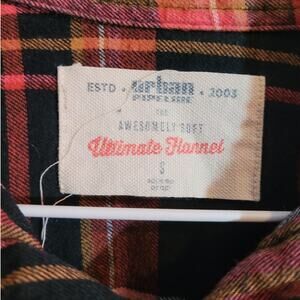 ESTD • urban • 2003
PIPELINE
THE
AWESOMELY SOFT
Ultimate Flannel
S